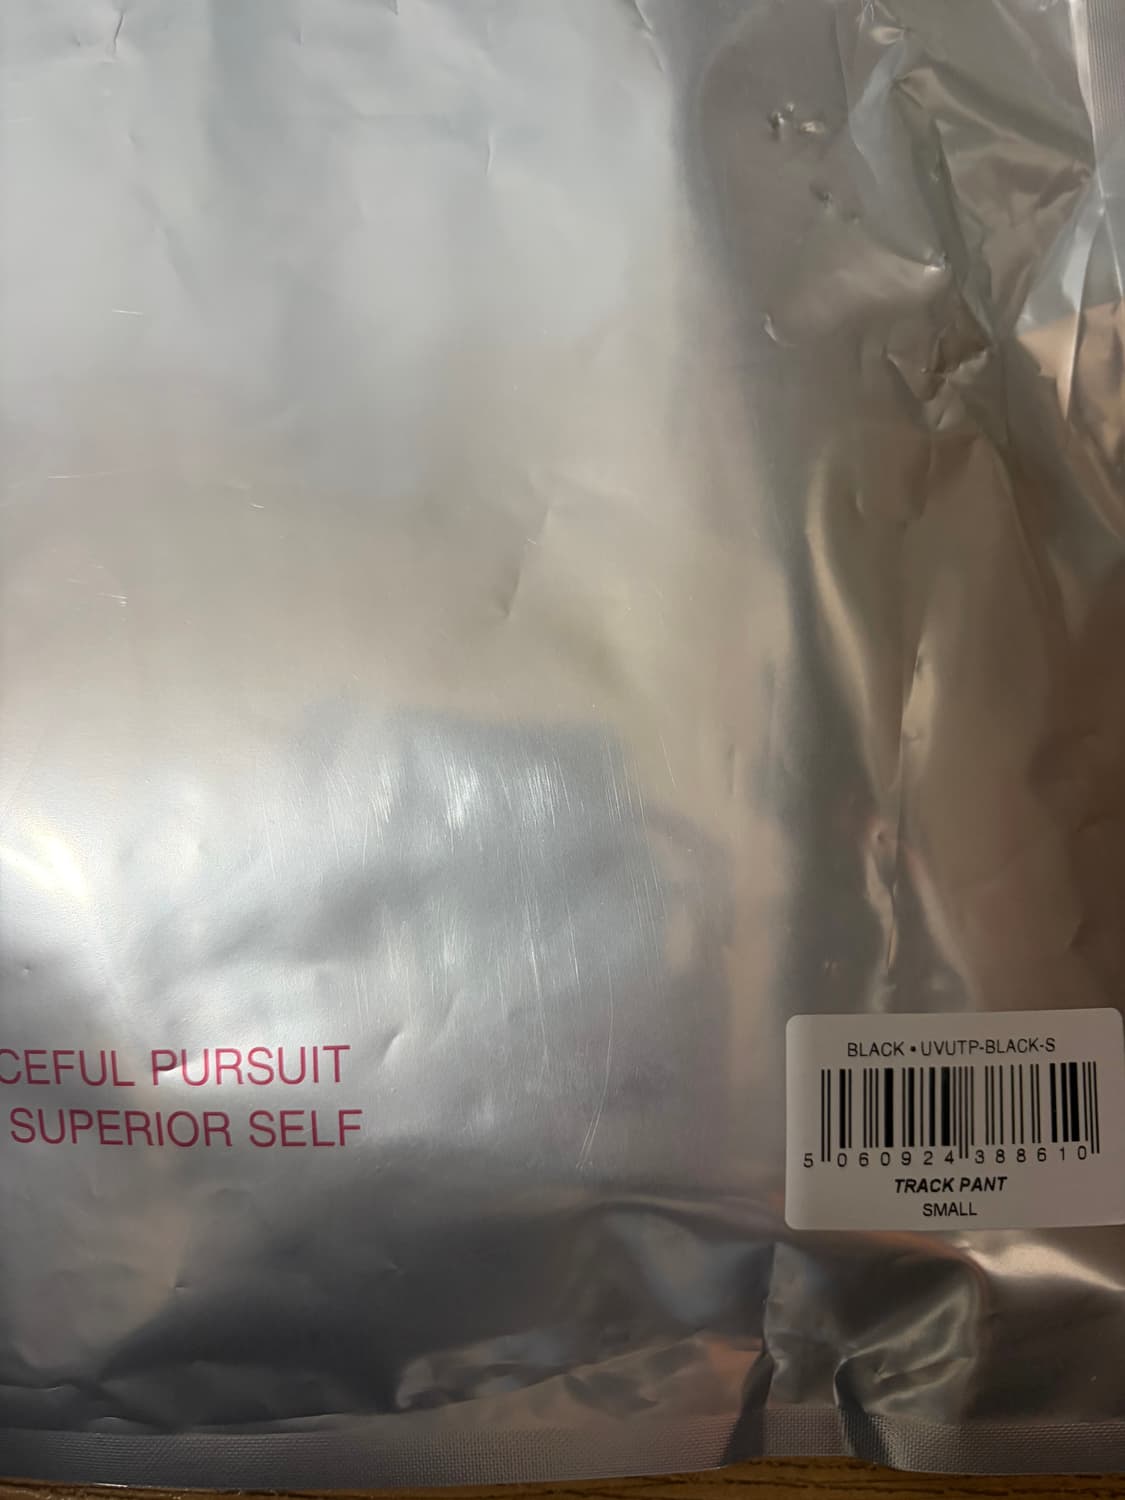 CEFUL PURSUIT
SUPERIOR SELF
BLACK • UVUTP-BLACK-S
5 060924 388610
TRACK PANT
SMALL